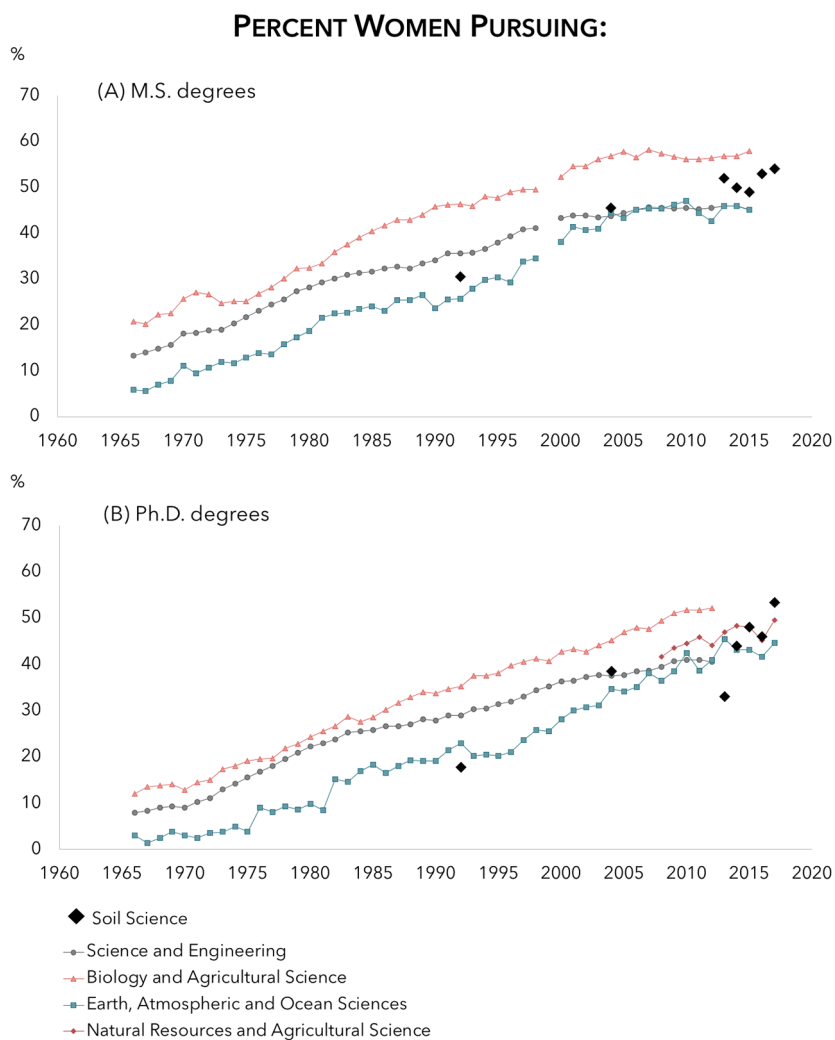 PERCENT WOMEN PURSUING:
%
(A) M.S. degrees
70
60
50
40
30
20
10
0
1960 1965 1970 1975 1980 1985 1990 1995 2000 2005 2010 2015 2020
%
(B) Ph.D. degrees
70
60
50
40
30
20
10
0
1960 1965 1970 1975 1980 1985 1990 1995 2000 2005 2010 2015 2020
Soil Science
Science and Engineering
Biology and Agricultural Science
Earth, Atmospheric and Ocean Sciences
Natural Resources and Agricultural Science